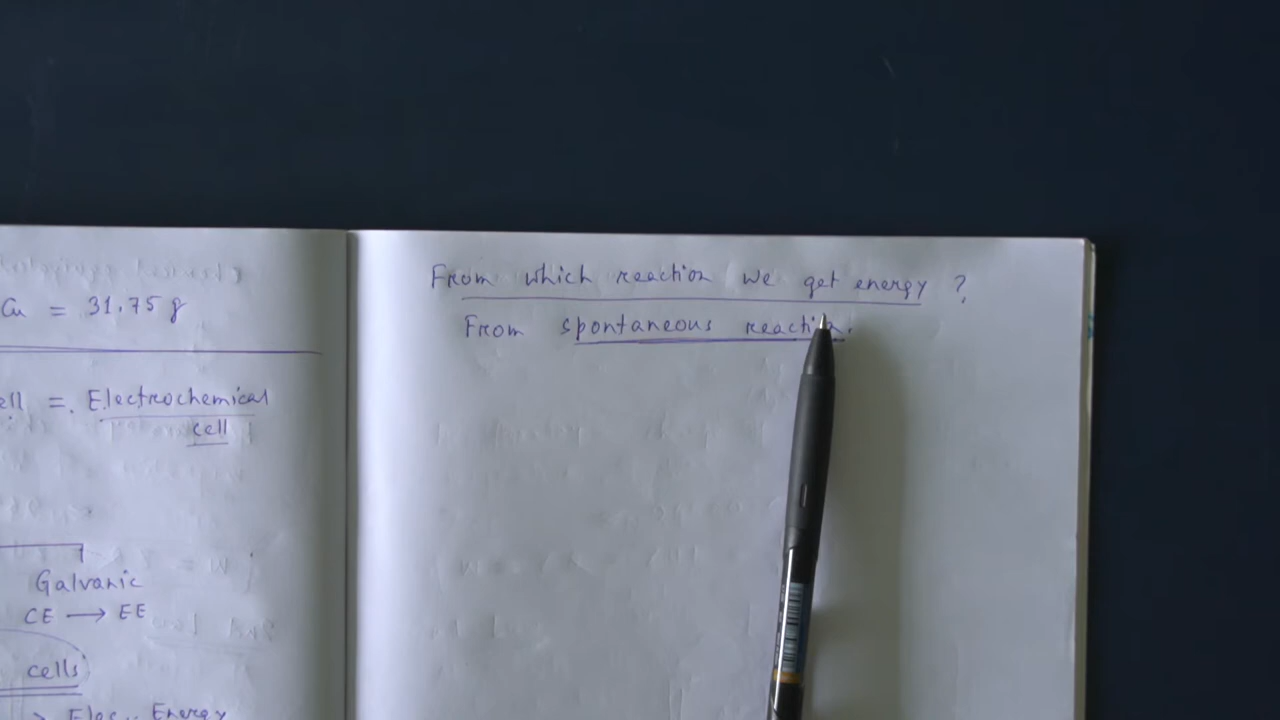 Cu = 31.75 g
ell = Electrochemical
cell
Galvanic
CE → EE
cells
→ Elec.. Energy
From which reaction we get energy ?
From spontaneous reaction.